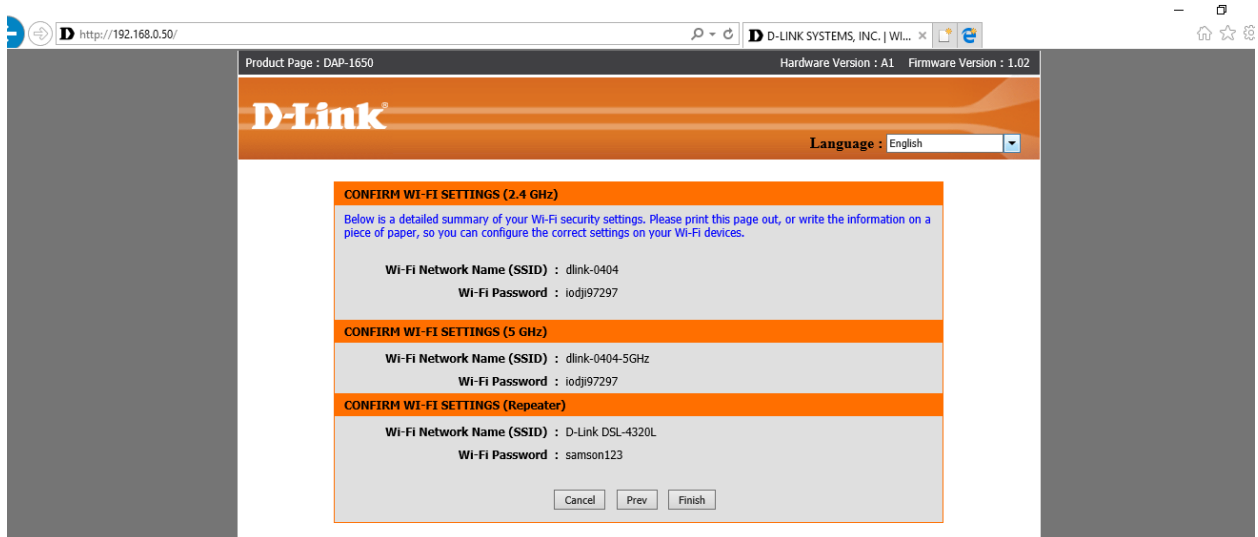 http://192.168.0.50/
D-LINK SYSTEMS, INC. | WI...
Product Page : DAP-1650 Hardware Version : A1 Firmware Version : 1.02
D-Link®
Language : English
CONFIRM WI-FI SETTINGS (2.4 GHz)
Below is a detailed summary of your Wi-Fi security settings. Please print this page out, or write the information on a
piece of paper, so you can configure the correct settings on your Wi-Fi devices.
Wi-Fi Network Name (SSID) : dlink-0404
Wi-Fi Password : iodji97297
CONFIRM WI-FI SETTINGS (5 GHz)
Wi-Fi Network Name (SSID) : dlink-0404-5GHz
Wi-Fi Password : iodji97297
CONFIRM WI-FI SETTINGS (Repeater)
Wi-Fi Network Name (SSID) : D-Link DSL-4320L
Wi-Fi Password : samson123
Cancel Prev Finish